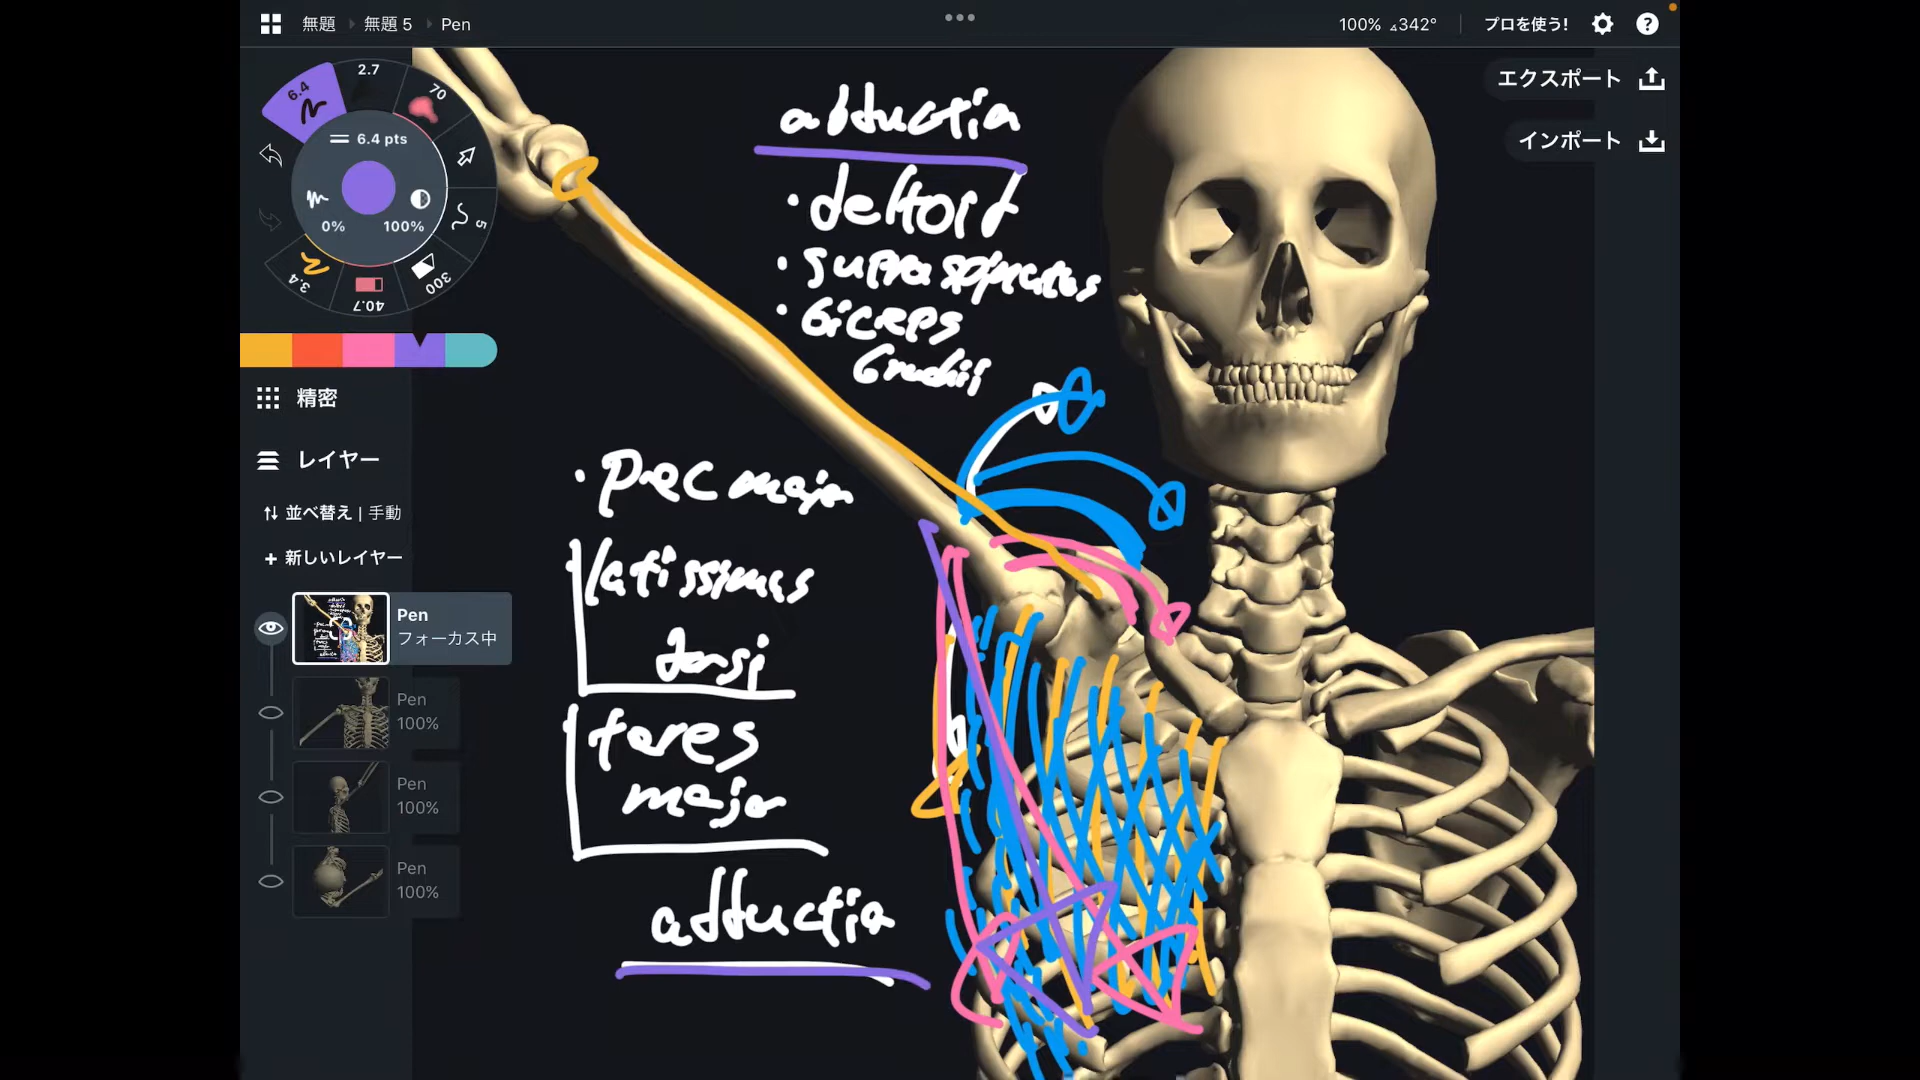 無題 無題 5 Pen
100% ⊿342° プロを使う!
エクスポート
インポート
2.7
6.4
70
6.4 pts
0% 100%
5
3.4
40.7
300
精密
レイヤー
並べ替え | 手動
+ 新しいレイヤー
Pen
フォーカス中
Pen
100%
Pen
100%
Pen
100%
・deltoid
・supraspinatus
・biceps
brachii
・pec major
latissimus
dorsi
teres
major
adductia